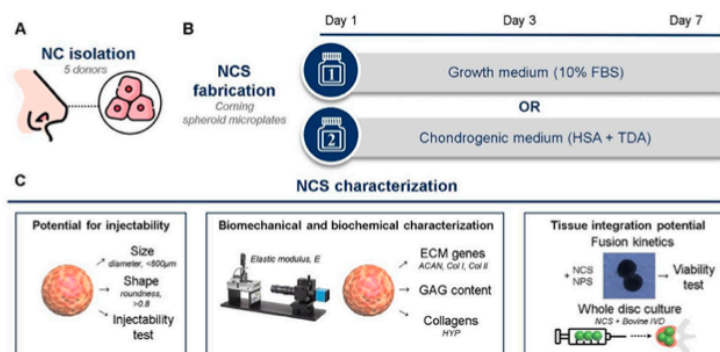 A
NC isolation
5 donors
B
Day 1
Day 3
Day 7
NCS
fabrication
Corning
spheroid microplates
1
Growth medium (10% FBS)
OR
2
Chondrogenic medium (HSA + TDA)
C
NCS characterization
Potential for injectability
Size
diameter, <600µm
Shape
roundness,
>0.8
Injectability
test
Biomechanical and biochemical characterization
Elastic modulus, E
ECM genes
ACAN, Col I, Col II
GAG content
Collagens
HYP
Tissue integration potential
Fusion kinetics
+ NCS
NPS
Viability
test
Whole disc culture
NCS + Bovine IVD